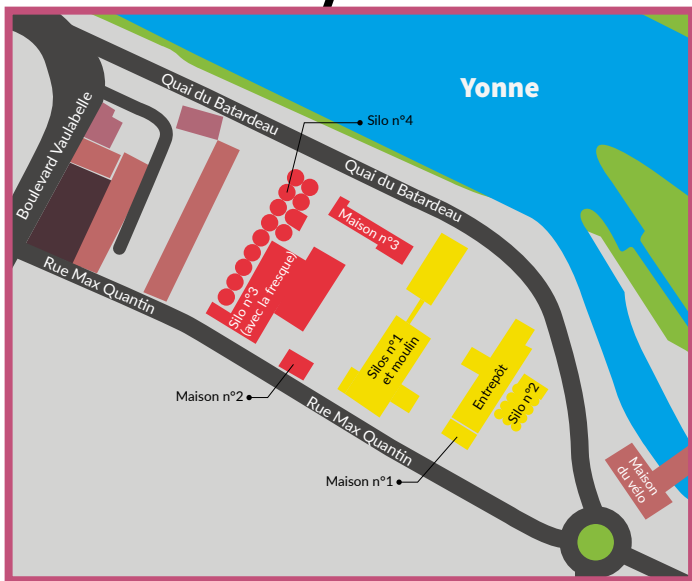 Yonne
Quai du Batardeau
Silo n°4
Boulevard Vaulabelle
Quai du Batardeau
Maison n°3
Silo n°3
(avec la fresque)
Rue Max Quantin
Silos n°1
et moulin
Entrepôt
Silo n°2
Maison n°2
Rue Max Quantin
Maison n°1
Maison
du vélo